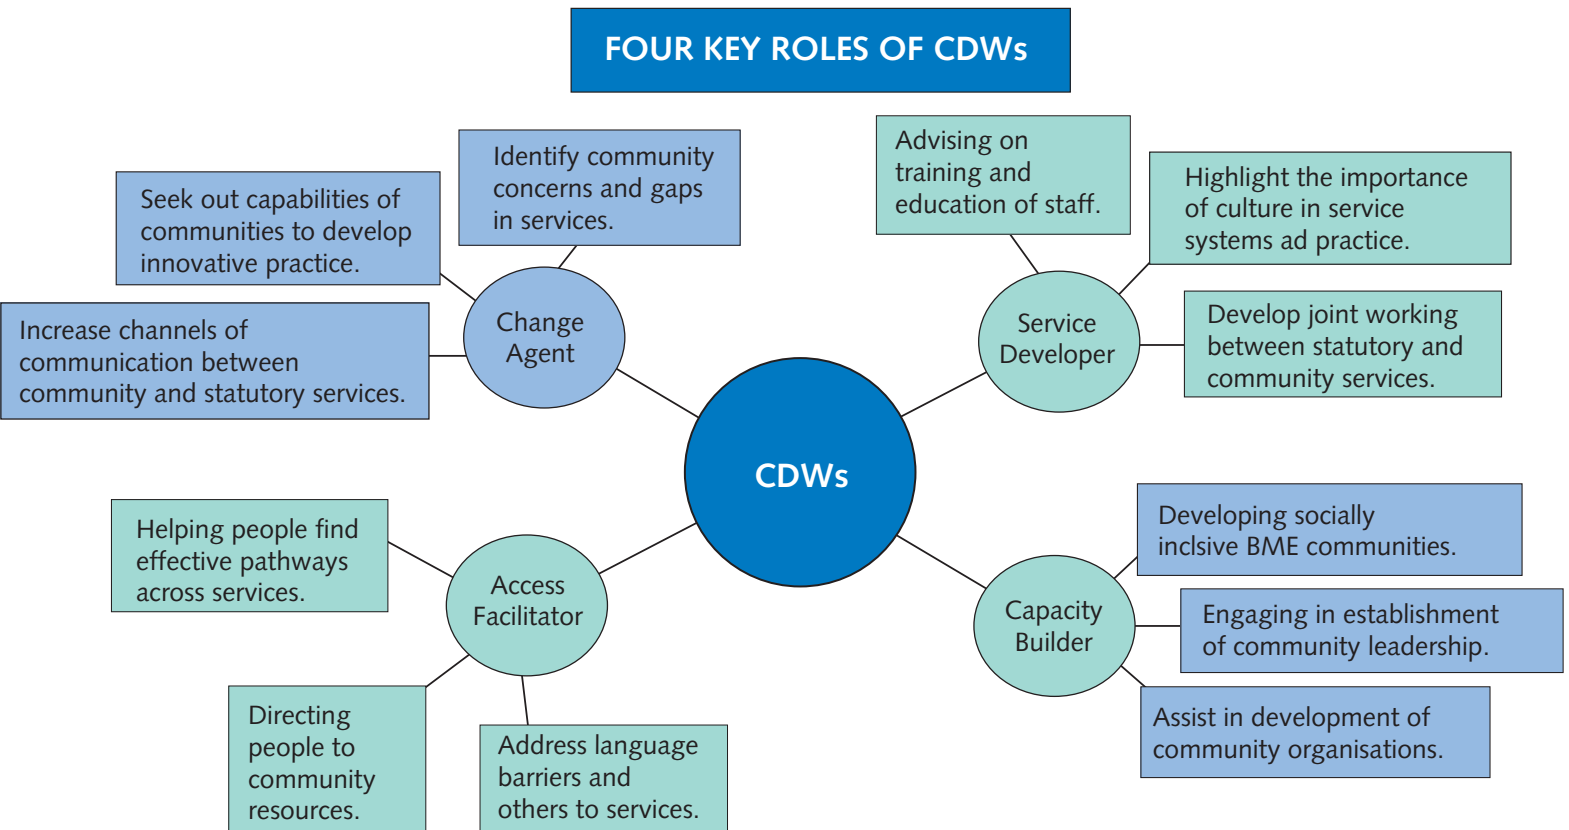 FOUR KEY ROLES OF CDWs
Identify community
concerns and gaps
in services.
Seek out capabilities of
communities to develop
innovative practice.
Increase channels of
communication between
community and statutory services.
Change
Agent
Advising on
training and
education of staff.
Highlight the importance
of culture in service
systems ad practice.
Develop joint working
between statutory and
community services.
Service
Developer
CDWs
Helping people find
effective pathways
across services.
Access
Facilitator
Directing
people to
community
resources.
Address language
barriers and
others to services.
Developing socially
inclsive BME communities.
Engaging in establishment
of community leadership.
Capacity
Builder
Assist in development of
community organisations.